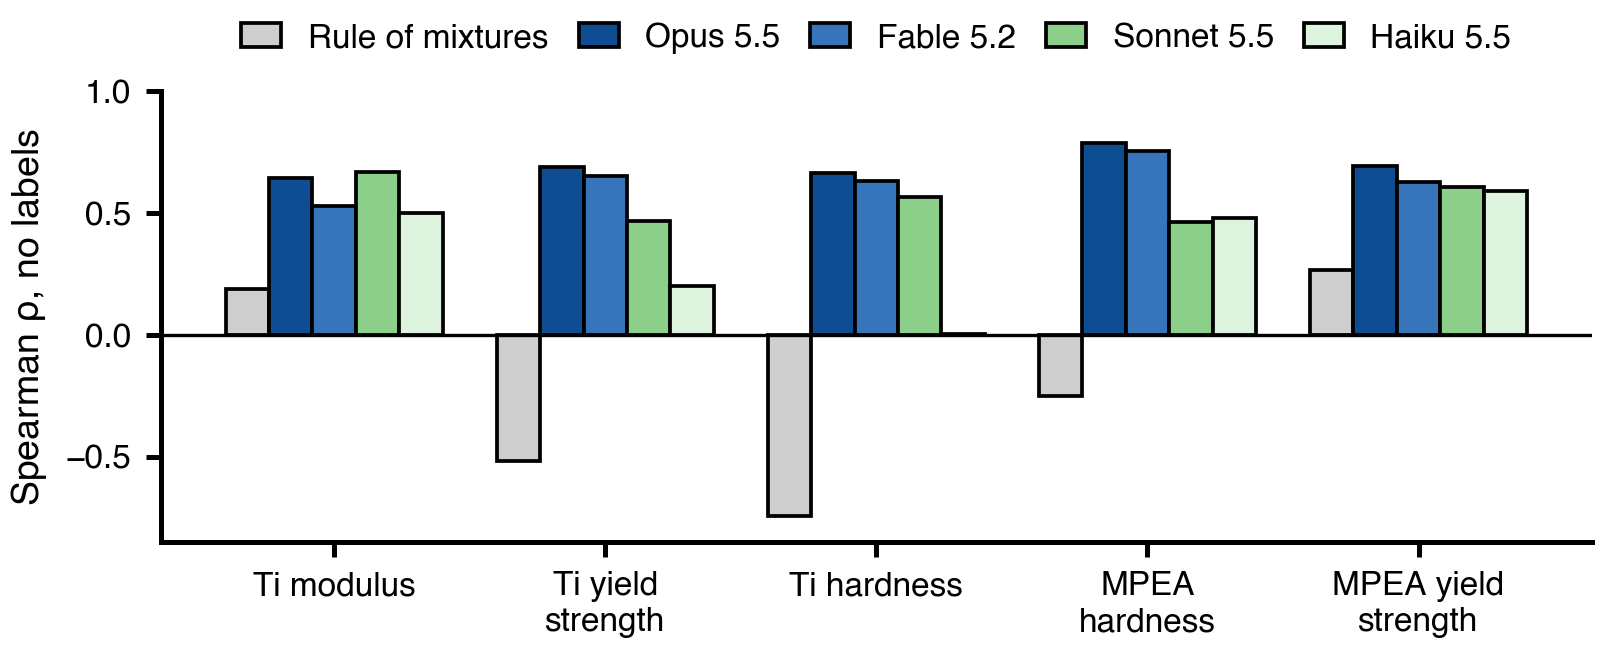 Rule of mixtures Opus 5.5 Fable 5.2 Sonnet 5.5 Haiku 5.5
Spearman ρ, no labels
1.0
0.5
0.0
−0.5
Ti modulus
Ti yield
strength
Ti hardness
MPEA
hardness
MPEA yield
strength